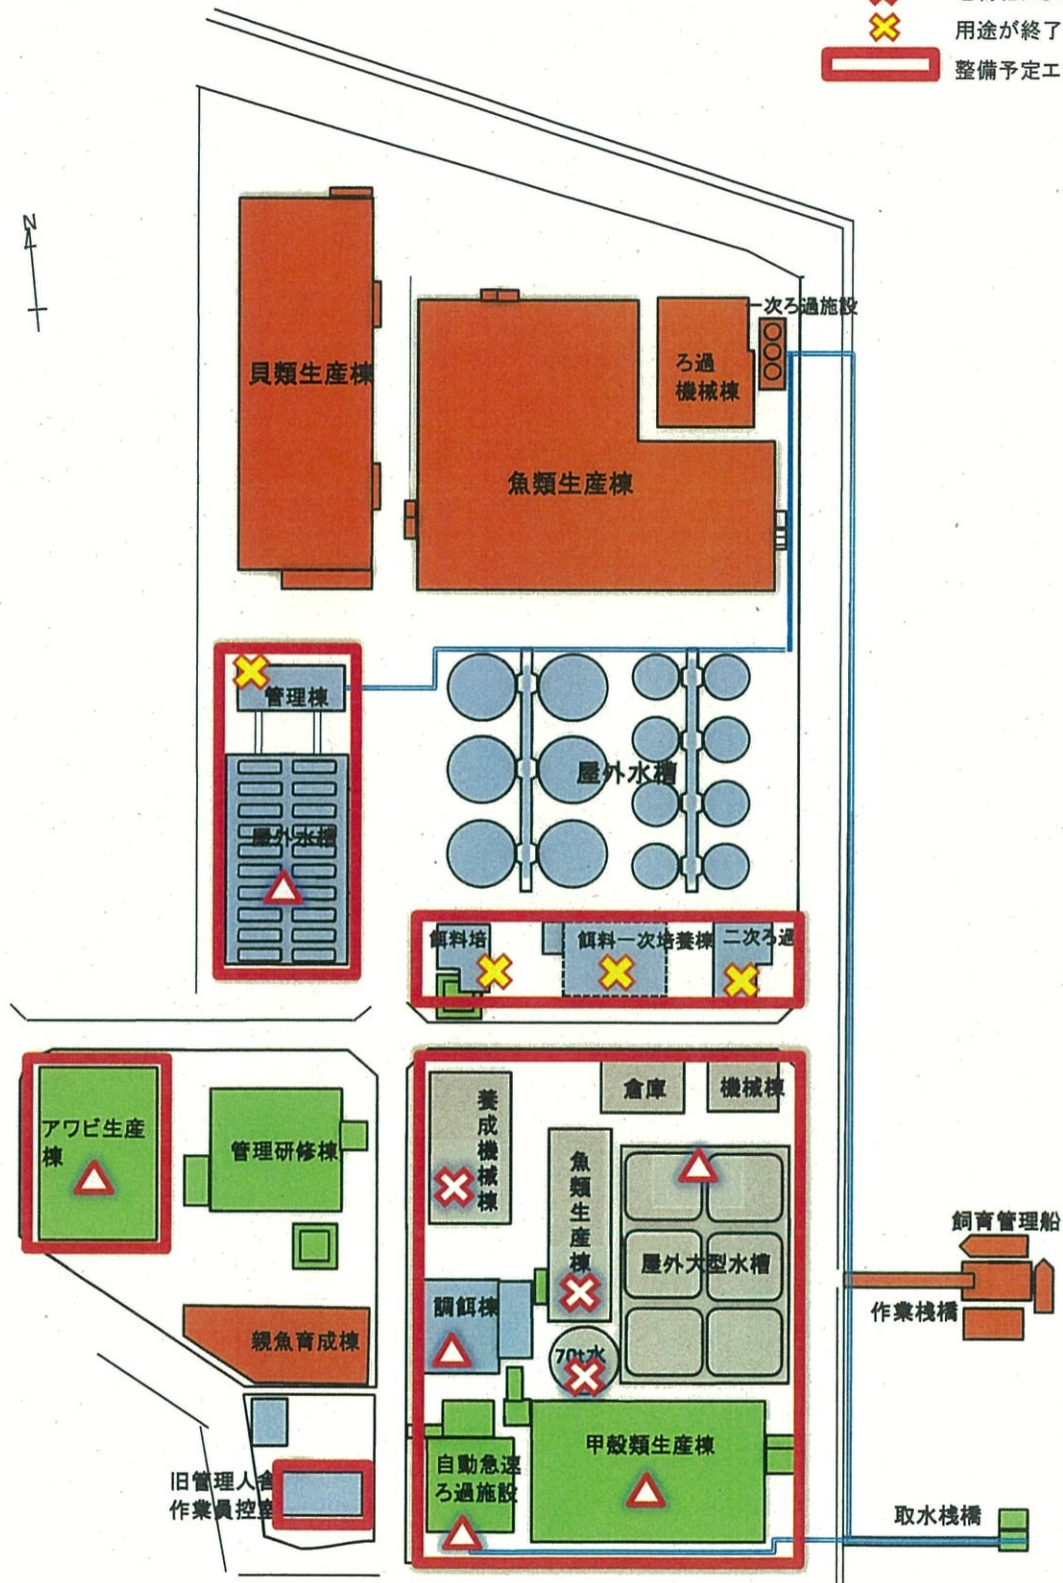 用途が終了
整備予定エ
N
一次ろ過施設
貝類生産棟
ろ過
機械棟
魚類生産棟
管理棟
屋外水槽
屋外水槽
餌料培
餌料一次培養棟
二次ろ過
倉庫
機械棟
養成機械棟
アワビ生産
棟
管理研修棟
魚類生産棟
屋外大型水槽
飼育管理船
作業桟橋
調餌棟
親魚育成棟
70t水
甲殻類生産棟
自動急速
ろ過施設
旧管理人舎
作業員控室
取水桟橋